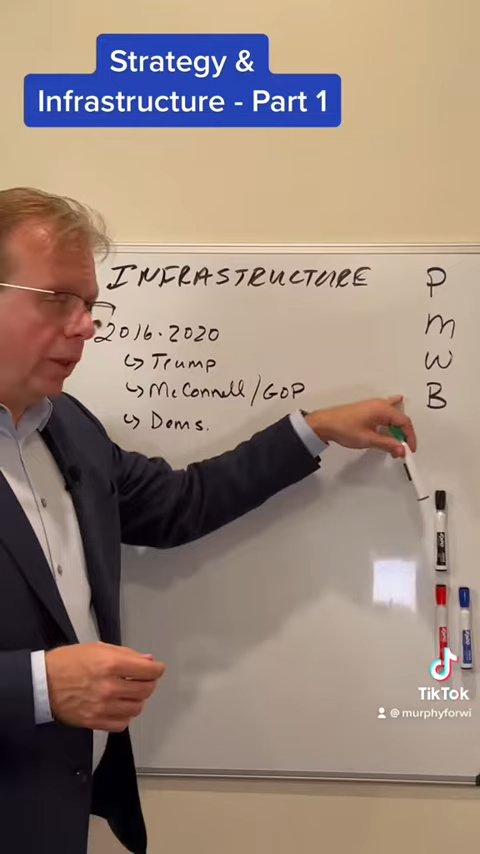 Strategy &
Infrastructure - Part 1
INFRASTRUCTURE
2016-2020
↳ Trump
↳ McConnell/GOP
↳ Dems.
P
M
W
B
TikTok
@murphyforwi